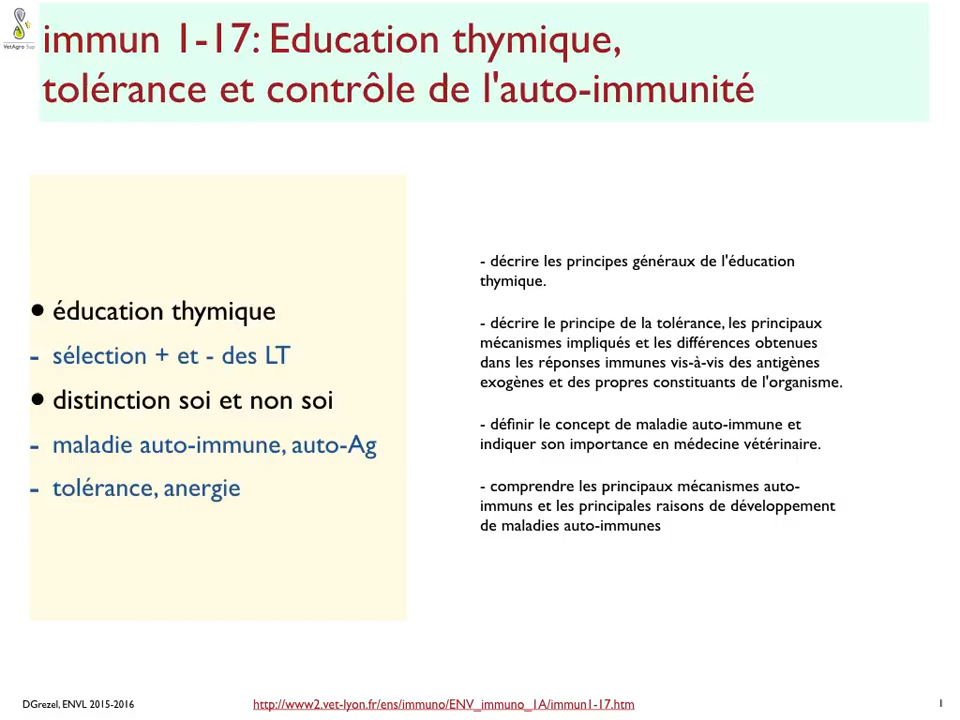 VetAgro Sup
immun 1-17: Education thymique,
tolérance et contrôle de l'auto-immunité
• éducation thymique
- sélection + et - des LT
• distinction soi et non soi
- maladie auto-immune, auto-Ag
- tolérance, anergie
- décrire les principes généraux de l'éducation
thymique.
- décrire le principe de la tolérance, les principaux
mécanismes impliqués et les différences obtenues
dans les réponses immunes vis-à-vis des antigènes
exogènes et des propres constituants de l'organisme.
- définir le concept de maladie auto-immune et
indiquer son importance en médecine vétérinaire.
- comprendre les principaux mécanismes auto-
immuns et les principales raisons de développement
de maladies auto-immunes
DGrezel, ENVL 2015-2016
http://www2.vet-lyon.fr/ens/immuno/ENV_immuno_1A/immun1-17.htm
1